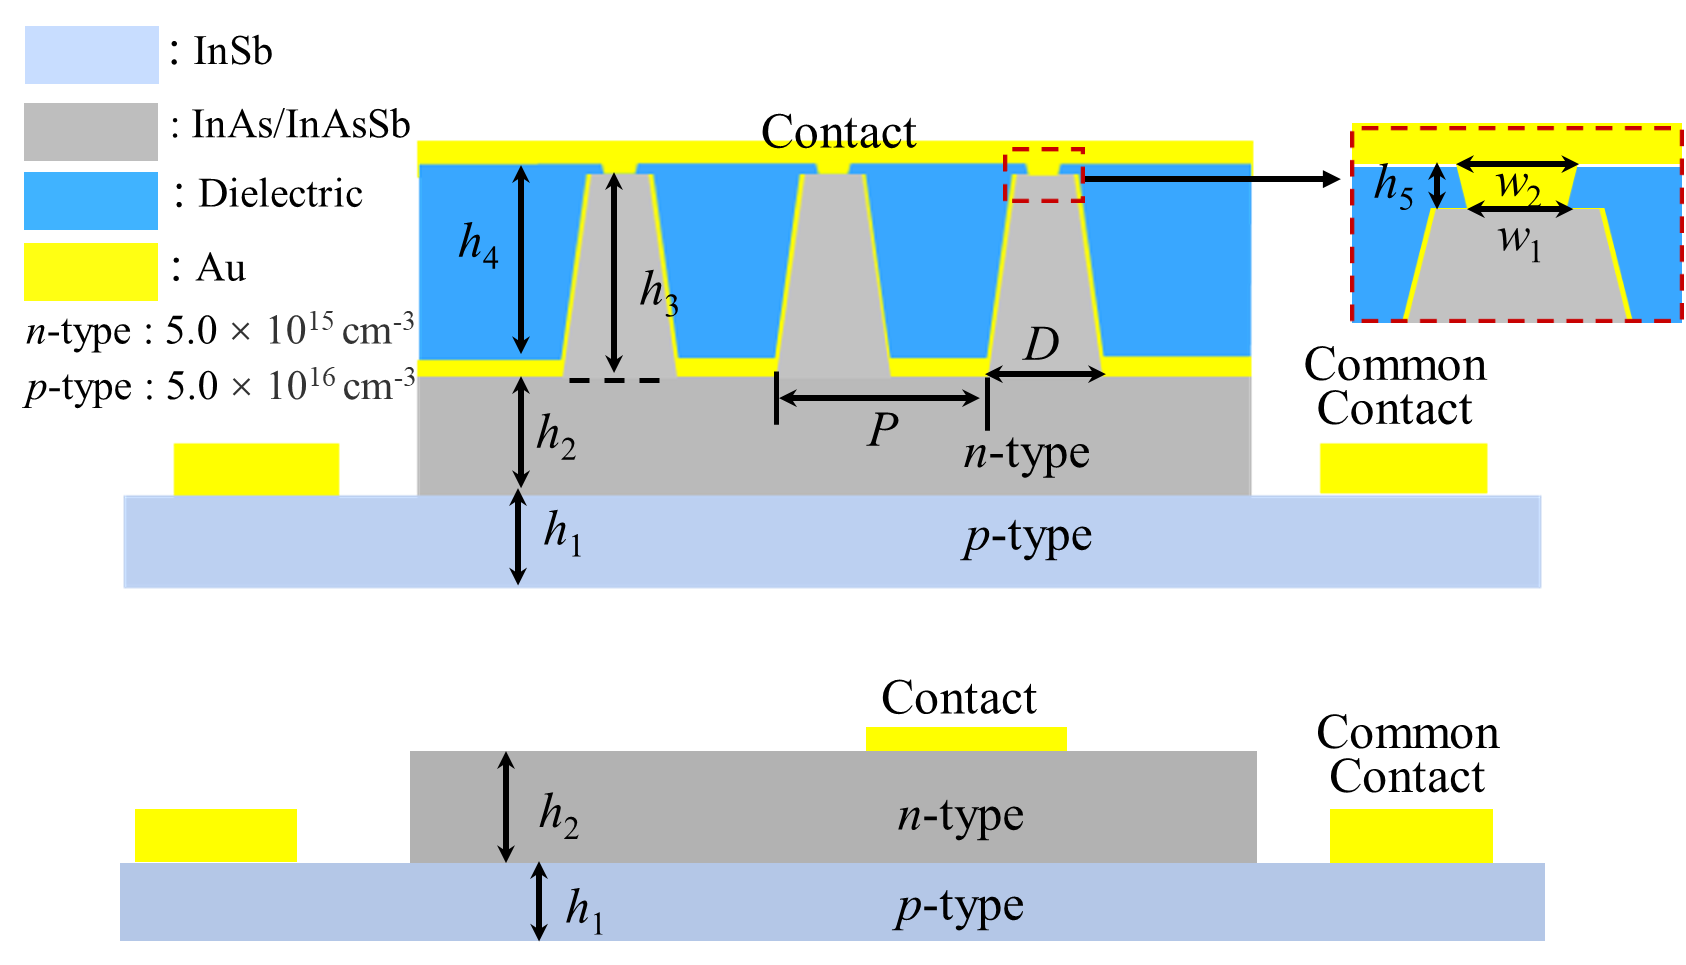 : InSb
: InAs/InAsSb
: Dielectric
: Au
n-type : 5.0 × 10¹⁵ cm⁻³
p-type : 5.0 × 10¹⁶ cm⁻³
Contact
h₄
h₃
D
P
h₂
n-type
h₁
p-type
h₅
w₂
w₁
Common
Contact
Contact
h₂
n-type
h₁
p-type
Common
Contact